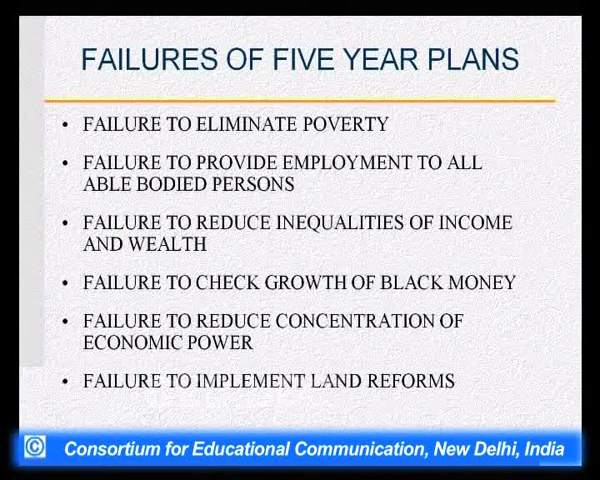 FAILURES OF FIVE YEAR PLANS
• FAILURE TO ELIMINATE POVERTY
• FAILURE TO PROVIDE EMPLOYMENT TO ALL
ABLE BODIED PERSONS
• FAILURE TO REDUCE INEQUALITIES OF INCOME
AND WEALTH
• FAILURE TO CHECK GROWTH OF BLACK MONEY
• FAILURE TO REDUCE CONCENTRATION OF
ECONOMIC POWER
• FAILURE TO IMPLEMENT LAND REFORMS
© Consortium for Educational Communication, New Delhi, India